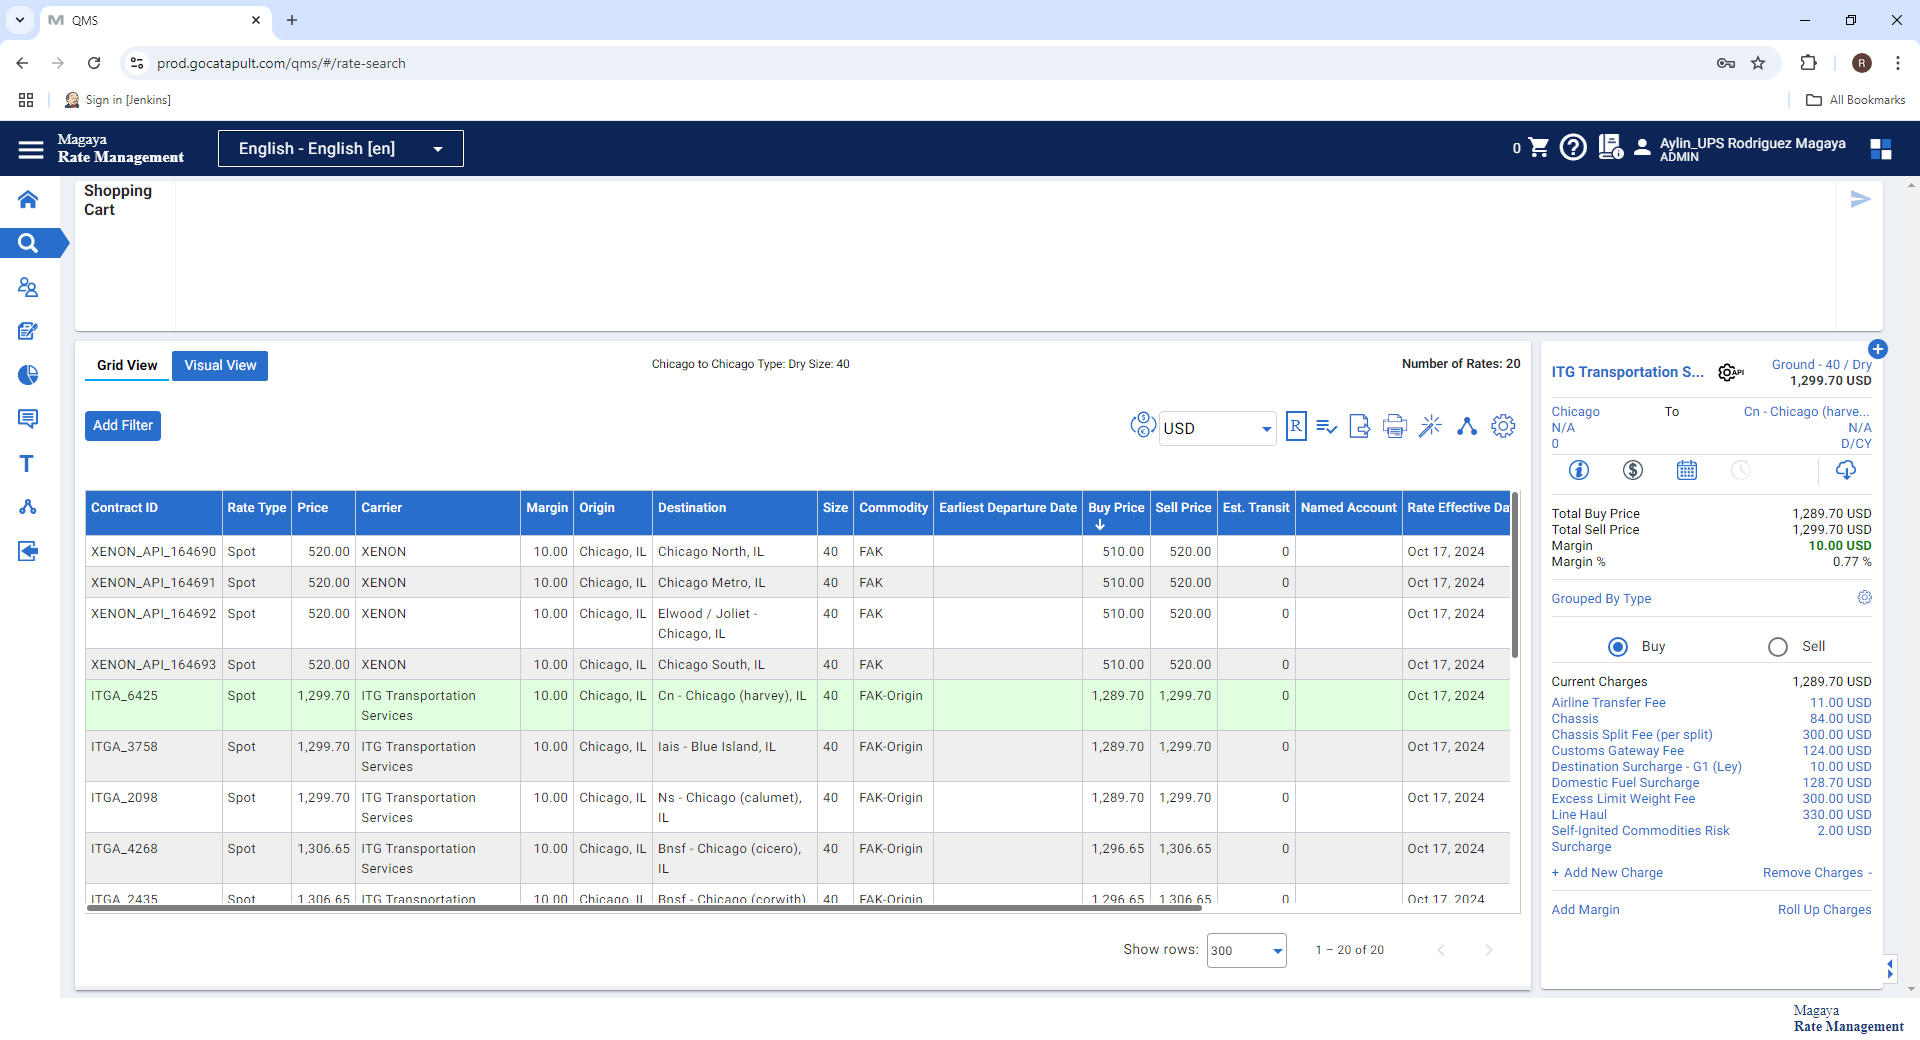 QMS
prod.gocatapult.com/qms/#/rate-search
R
Sign in [Jenkins]
All Bookmarks
Magaya
Rate Management
English - English [en]
0
Aylin_UPS Rodriguez Magaya
ADMIN
Shopping
Cart
Grid View
Visual View
Chicago to Chicago Type: Dry Size: 40
Number of Rates: 20
Add Filter
USD
R
Contract ID Rate Type Price Carrier Margin Origin Destination Size Commodity Earliest Departure Date Buy Price Sell Price Est. Transit Named Account Rate Effective Da
XENON_API_164690 Spot 520.00 XENON 10.00 Chicago, IL Chicago North, IL 40 FAK 510.00 520.00 0 Oct 17, 2024
XENON_API_164691 Spot 520.00 XENON 10.00 Chicago, IL Chicago Metro, IL 40 FAK 510.00 520.00 0 Oct 17, 2024
XENON_API_164692 Spot 520.00 XENON 10.00 Chicago, IL Elwood / Joliet - 40 FAK 510.00 520.00 0 Oct 17, 2024
Chicago, IL
XENON_API_164693 Spot 520.00 XENON 10.00 Chicago, IL Chicago South, IL 40 FAK 510.00 520.00 0 Oct 17, 2024
ITGA_6425 Spot 1,299.70 ITG Transportation 10.00 Chicago, IL Cn - Chicago (harvey), IL 40 FAK-Origin 1,289.70 1,299.70 0 Oct 17, 2024
Services
ITGA_3758 Spot 1,299.70 ITG Transportation 10.00 Chicago, IL Iais - Blue Island, IL 40 FAK-Origin 1,289.70 1,299.70 0 Oct 17, 2024
Services
ITGA_2098 Spot 1,299.70 ITG Transportation 10.00 Chicago, IL Ns - Chicago (calumet), 40 FAK-Origin 1,289.70 1,299.70 0 Oct 17, 2024
Services IL
ITGA_4268 Spot 1,306.65 ITG Transportation 10.00 Chicago, IL Bnsf - Chicago (cicero), 40 FAK-Origin 1,296.65 1,306.65 0 Oct 17, 2024
Services IL
ITGA_2435 Spot 1,306.65 ITG Transportation 10.00 Chicago, IL Bnsf - Chicago (corwith), 40 FAK-Origin 1,296.65 1,306.65 0 Oct 17, 2024
Show rows: 300 1 – 20 of 20
ITG Transportation S...
API
Ground - 40 / Dry
1,299.70 USD
Chicago To Cn - Chicago (harve...
N/A N/A
0 D/CY
Total Buy Price 1,289.70 USD
Total Sell Price 1,299.70 USD
Margin 10.00 USD
Margin % 0.77 %
Grouped By Type
Buy Sell
Current Charges 1,289.70 USD
Airline Transfer Fee 11.00 USD
Chassis 84.00 USD
Chassis Split Fee (per split) 300.00 USD
Customs Gateway Fee 124.00 USD
Destination Surcharge - G1 (Ley) 10.00 USD
Domestic Fuel Surcharge 128.70 USD
Excess Limit Weight Fee 300.00 USD
Line Haul 330.00 USD
Self-Ignited Commodities Risk 2.00 USD
Surcharge
+ Add New Charge Remove Charges -
Add Margin Roll Up Charges
Magaya
Rate Management